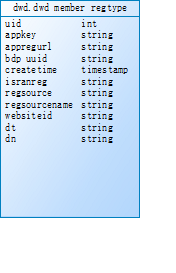 dwd.dwd member regtype
uid int
appkey string
appregurl string
bdp uuid string
createtime timestamp
isranreg string
regsource string
regsourcename string
websiteid string
dt string
dn string